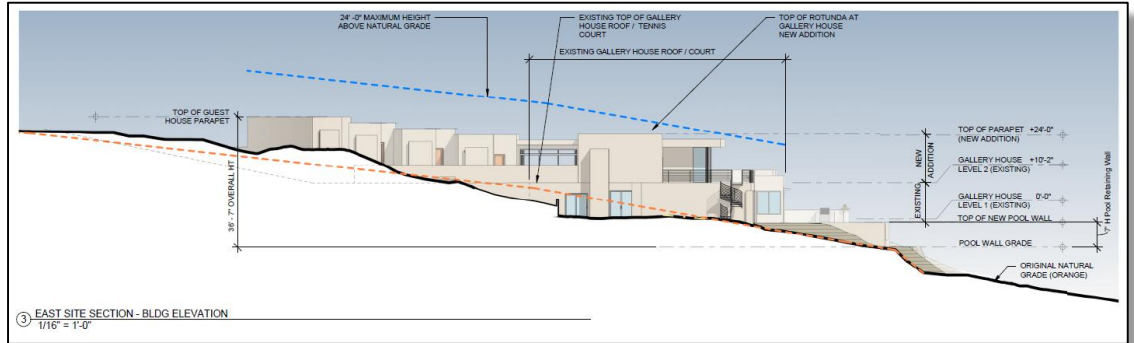 24' -0" MAXIMUM HEIGHT
ABOVE NATURAL GRADE
EXISTING TOP OF GALLERY
HOUSE ROOF / TENNIS
COURT
TOP OF ROTUNDA AT
GALLERY HOUSE
NEW ADDITION
EXISTING GALLERY HOUSE ROOF / COURT
TOP OF GUEST
HOUSE PARAPET
36' - 7" OVERALL HT
NEW
ADDITION
EXISTING
TOP OF PARAPET +24'-0"
(NEW ADDITION)
GALLERY HOUSE +10'-2"
LEVEL 2 (EXISTING)
GALLERY HOUSE 0'-0"
LEVEL 1 (EXISTING)
TOP OF NEW POOL WALL
POOL WALL GRADE
~7' H Pool Retaining Wall
ORIGINAL NATURAL
GRADE (ORANGE)
3 EAST SITE SECTION - BLDG ELEVATION
1/16" = 1'-0"